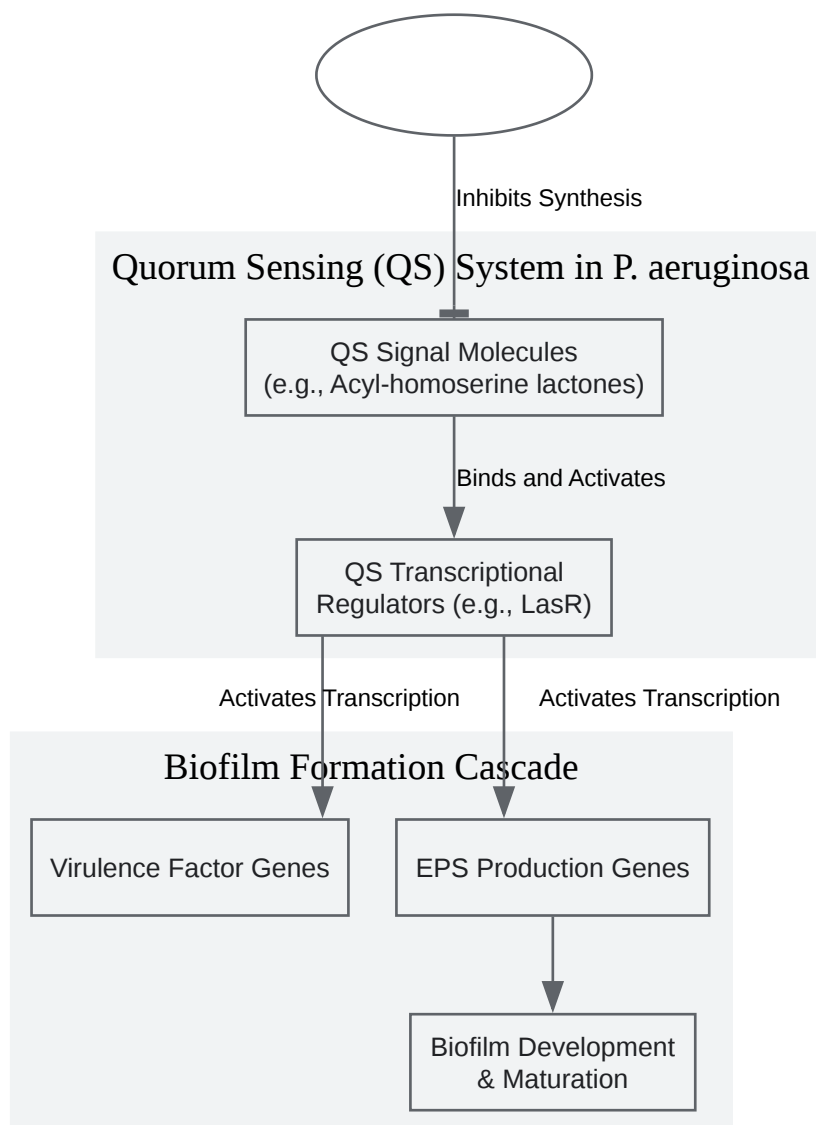 Inhibits Synthesis
Quorum Sensing (QS) System in P. aeruginosa
QS Signal Molecules
(e.g., Acyl-homoserine lactones)
Binds and Activates
QS Transcriptional
Regulators (e.g., LasR)
Activates Transcription
Activates Transcription
Biofilm Formation Cascade
Virulence Factor Genes
EPS Production Genes
Biofilm Development
& Maturation